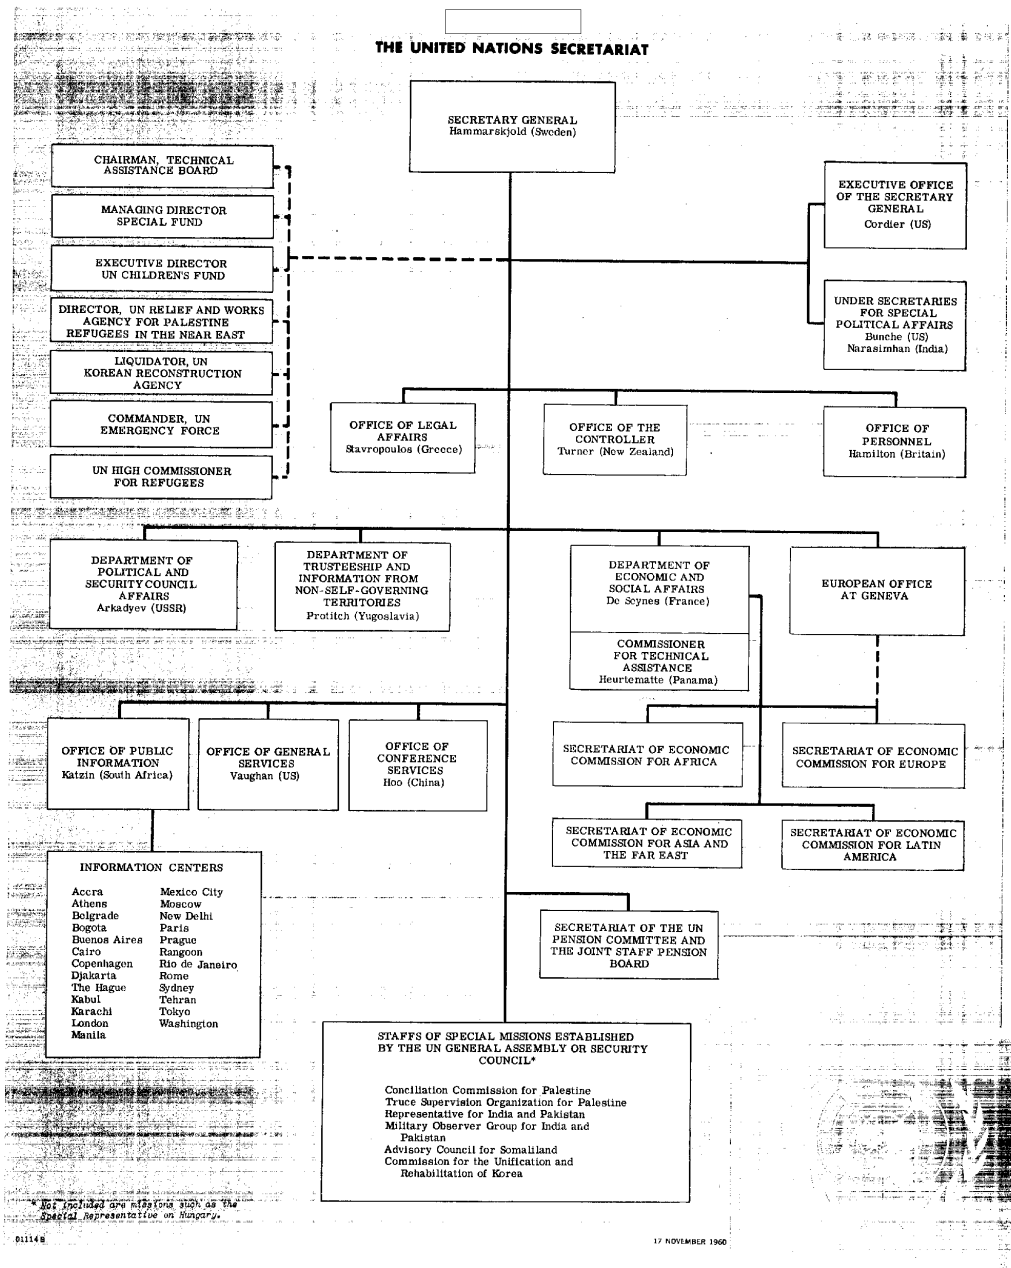 THE UNITED NATIONS SECRETARIAT
SECRETARY GENERAL
Hammarskjold (Sweden)
CHAIRMAN, TECHNICAL
ASSISTANCE BOARD
MANAGING DIRECTOR
SPECIAL FUND
EXECUTIVE DIRECTOR
UN CHILDREN'S FUND
DIRECTOR, UN RELIEF AND WORKS
AGENCY FOR PALESTINE
REFUGEES IN THE NEAR EAST
LIQUIDATOR, UN
KOREAN RECONSTRUCTION
AGENCY
COMMANDER, UN
EMERGENCY FORCE
UN HIGH COMMISSIONER
FOR REFUGEES
EXECUTIVE OFFICE
OF THE SECRETARY
GENERAL
Cordier (US)
UNDER SECRETARIES
FOR SPECIAL
POLITICAL AFFAIRS
Bunche (US)
Narasimhan (India)
OFFICE OF LEGAL
AFFAIRS
Stavropoulos (Greece)
OFFICE OF THE
CONTROLLER
Turner (New Zealand)
OFFICE OF
PERSONNEL
Hamilton (Britain)
DEPARTMENT OF
POLITICAL AND
SECURITY COUNCIL
AFFAIRS
Arkadyev (USSR)
DEPARTMENT OF
TRUSTEESHIP AND
INFORMATION FROM
NON-SELF-GOVERNING
TERRITORIES
Protitch (Yugoslavia)
DEPARTMENT OF
ECONOMIC AND
SOCIAL AFFAIRS
De Seynes (France)
COMMISSIONER
FOR TECHNICAL
ASSISTANCE
Heurtematte (Panama)
EUROPEAN OFFICE
AT GENEVA
OFFICE OF PUBLIC
INFORMATION
Katzin (South Africa)
OFFICE OF GENERAL
SERVICES
Vaughan (US)
OFFICE OF
CONFERENCE
SERVICES
Hoo (China)
SECRETARIAT OF ECONOMIC
COMMISSION FOR AFRICA
SECRETARIAT OF ECONOMIC
COMMISSION FOR EUROPE
SECRETARIAT OF ECONOMIC
COMMISSION FOR ASIA AND
THE FAR EAST
SECRETARIAT OF ECONOMIC
COMMISSION FOR LATIN
AMERICA
INFORMATION CENTERS
Accra Mexico City
Athens Moscow
Belgrade New Delhi
Bogota Paris
Buenos Aires Prague
Cairo Rangoon
Copenhagen Rio de Janeiro
Djakarta Rome
The Hague Sydney
Kabul Tehran
Karachi Tokyo
London Washington
Manila
SECRETARIAT OF THE UN
PENSION COMMITTEE AND
THE JOINT STAFF PENSION
BOARD
STAFFS OF SPECIAL MISSIONS ESTABLISHED
BY THE UN GENERAL ASSEMBLY OR SECURITY
COUNCIL*
Conciliation Commission for Palestine
Truce Supervision Organization for Palestine
Representative for India and Pakistan
Military Observer Group for India and
Pakistan
Advisory Council for Somaliland
Commission for the Unification and
Rehabilitation of Korea
* Not included are missions such as the
Special Representative on Hungary.
01114B
17 NOVEMBER 1960